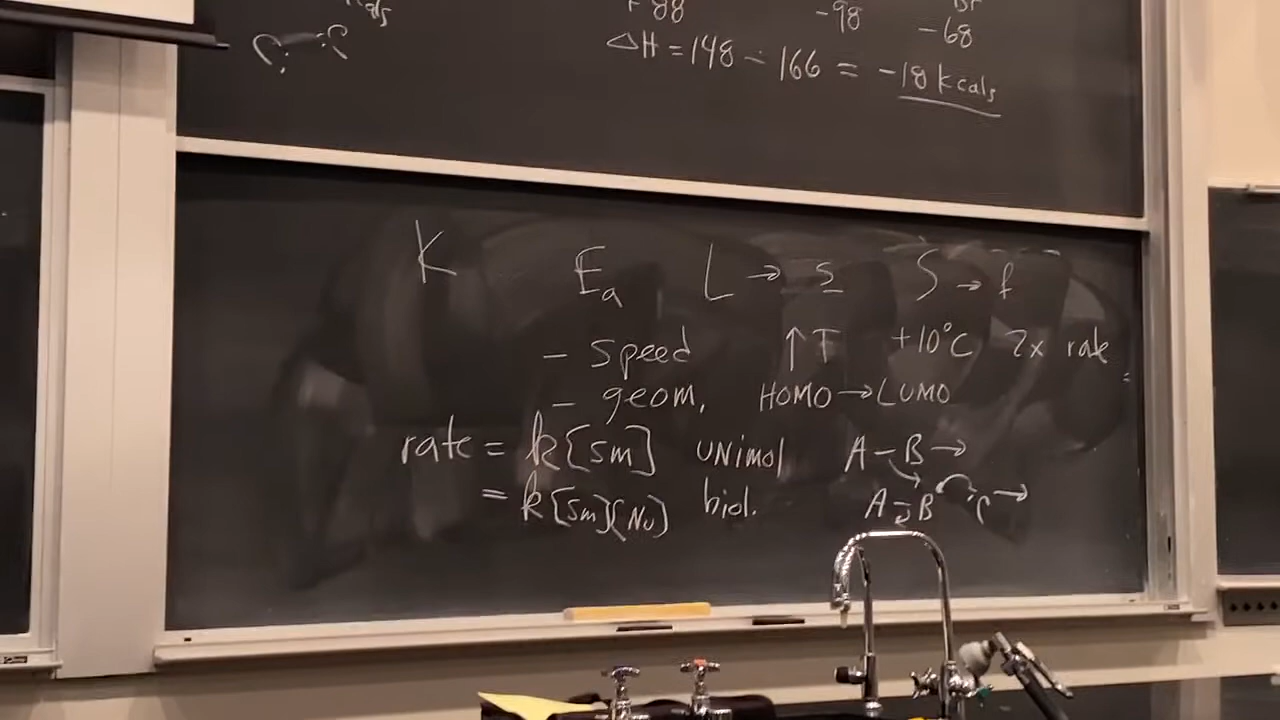 -98
-68
ΔH = 148 - 166 = -18 kcals
K Ea L → s S → f
- speed ↑T +10°C 2x rate
- geom. HOMO → LUMO
rate = k[sm] unimol A-B →
= k[sm][Nu] biol. A-B →